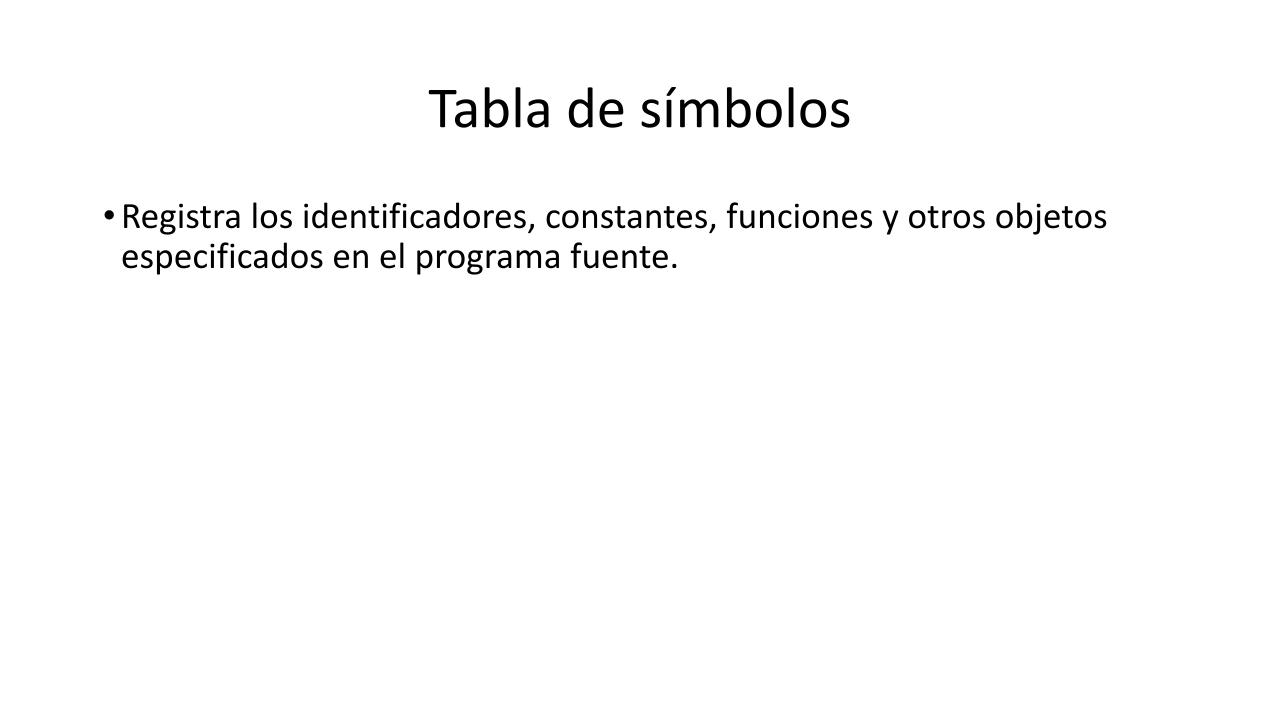 Tabla de símbolos
• Registra los identificadores, constantes, funciones y otros objetos
especificados en el programa fuente.